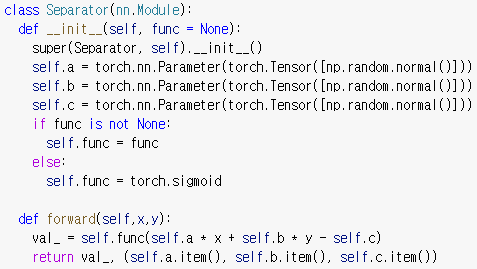 class Separator(nn.Module):
  def __init__(self, func = None):
    super(Separator, self).__init__()
    self.a = torch.nn.Parameter(torch.Tensor([np.random.normal()]))
    self.b = torch.nn.Parameter(torch.Tensor([np.random.normal()]))
    self.c = torch.nn.Parameter(torch.Tensor([np.random.normal()]))
    if func is not None:
      self.func = func
    else:
      self.func = torch.sigmoid

  def forward(self,x,y):
    val_ = self.func(self.a * x + self.b * y - self.c)
    return val_, (self.a.item(), self.b.item(), self.c.item())